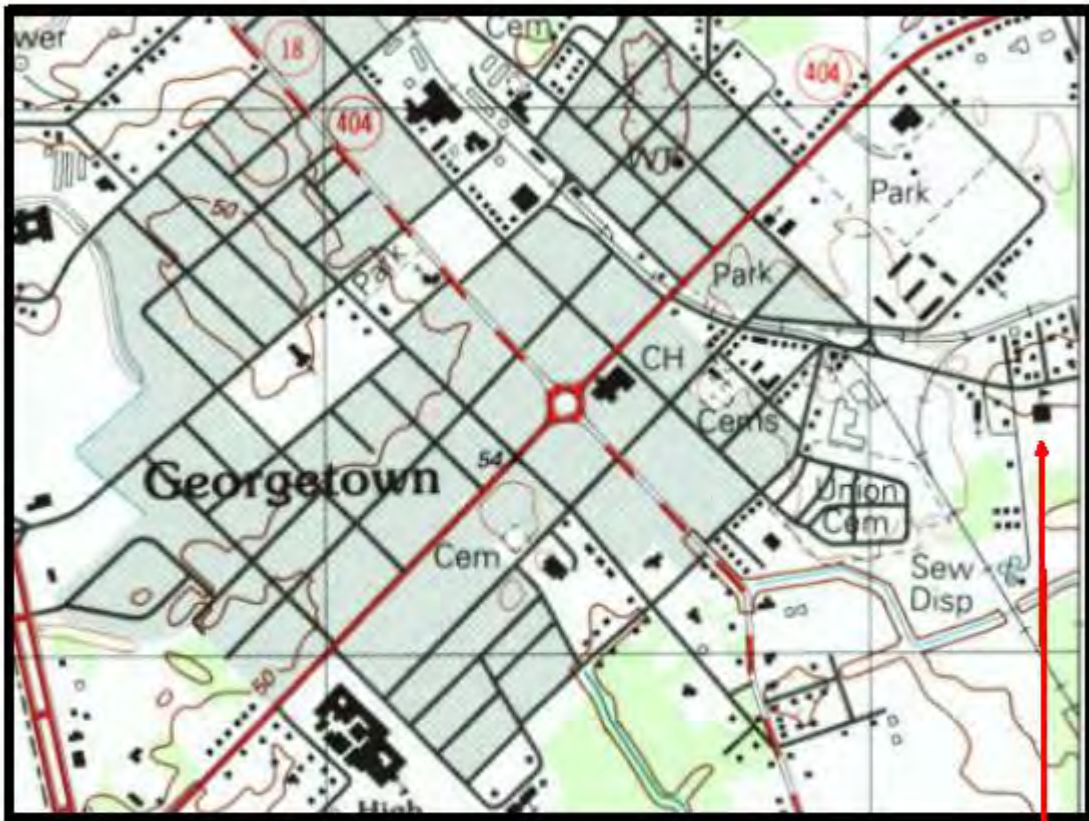 wer
Cem
18
404
404
WT
Park
50
Park
Park
CH
Cems
54
Georgetown
Union
Cem
Cem
Sew
Disp
50
High